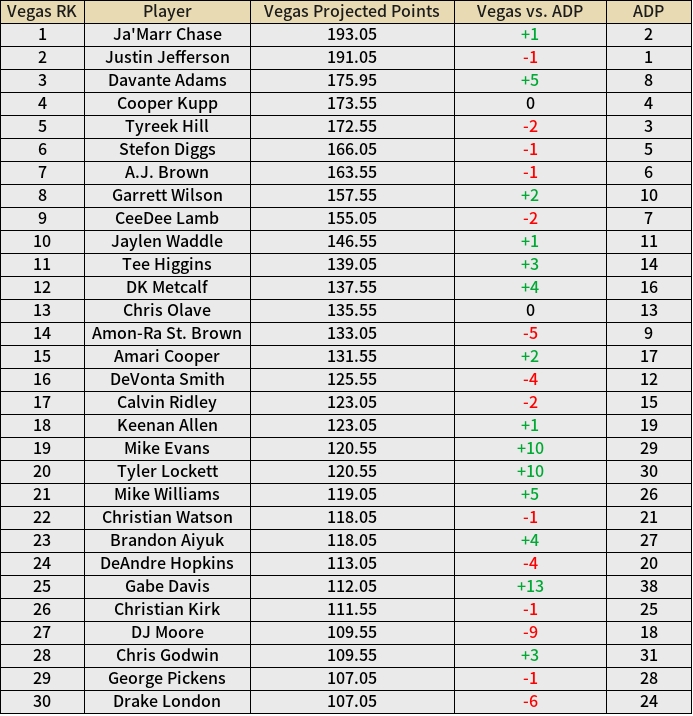 Vegas RK Player Vegas Projected Points Vegas vs. ADP ADP
1 Ja'Marr Chase 193.05 +1 2
2 Justin Jefferson 191.05 -1 1
3 Davante Adams 175.95 +5 8
4 Cooper Kupp 173.55 0 4
5 Tyreek Hill 172.55 -2 3
6 Stefon Diggs 166.05 -1 5
7 A.J. Brown 163.55 -1 6
8 Garrett Wilson 157.55 +2 10
9 CeeDee Lamb 155.05 -2 7
10 Jaylen Waddle 146.55 +1 11
11 Tee Higgins 139.05 +3 14
12 DK Metcalf 137.55 +4 16
13 Chris Olave 135.55 0 13
14 Amon-Ra St. Brown 133.05 -5 9
15 Amari Cooper 131.55 +2 17
16 DeVonta Smith 125.55 -4 12
17 Calvin Ridley 123.05 -2 15
18 Keenan Allen 123.05 +1 19
19 Mike Evans 120.55 +10 29
20 Tyler Lockett 120.55 +10 30
21 Mike Williams 119.05 +5 26
22 Christian Watson 118.05 -1 21
23 Brandon Aiyuk 118.05 +4 27
24 DeAndre Hopkins 113.05 -4 20
25 Gabe Davis 112.05 +13 38
26 Christian Kirk 111.55 -1 25
27 DJ Moore 109.55 -9 18
28 Chris Godwin 109.55 +3 31
29 George Pickens 107.05 -1 28
30 Drake London 107.05 -6 24